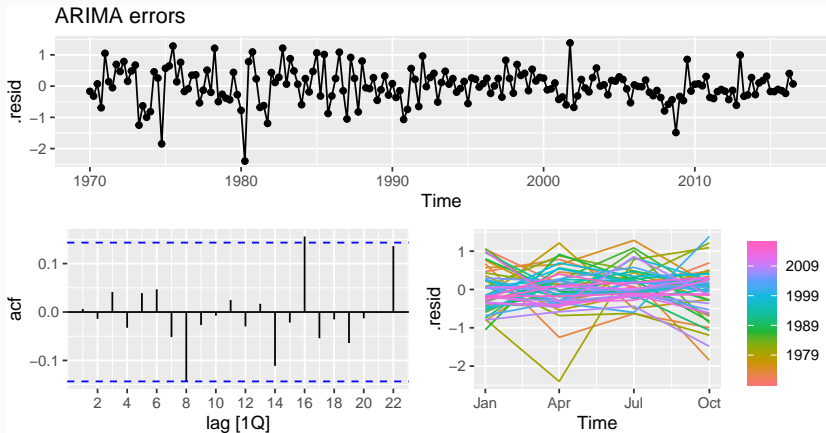 ARIMA errors
1
0
−1
−2
.resid
1970
1980
1990
2000
2010
Time
0.1
0.0
−0.1
acf
2 4 6 8 10 12 14 16 18 20 22
lag [1Q]
1
0
−1
−2
.resid
Jan
Apr
Jul
Oct
Time
2009
1999
1989
1979